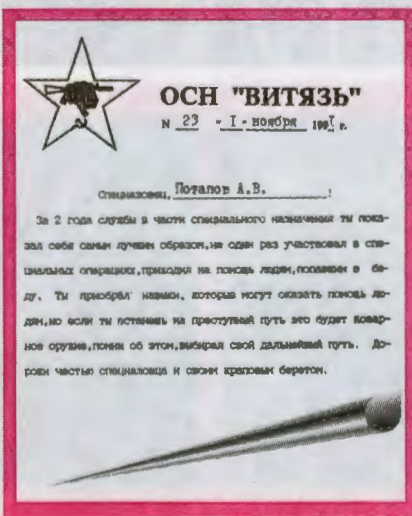 ОСН "ВИТЯЗЬ"
N 23 - I - ноября 1991 г.
Спецназовец, Потапов А.В. !
За 2 года службы в части специального назначения ты пока-
зал себя самым лучшим образом,не один раз участвовал в спе-
циальных операциях,приходил на помощь людям,попавшим в бе-
ду. Ты приобрёл навыки, которые могут оказать помощь лю-
дям,но если ты встанешь на преступный путь это будет ковар-
ное оружие,помни об этом,выбирая свой дальнейший путь. До-
рожи честью спецназовца и своим краповым беретом.